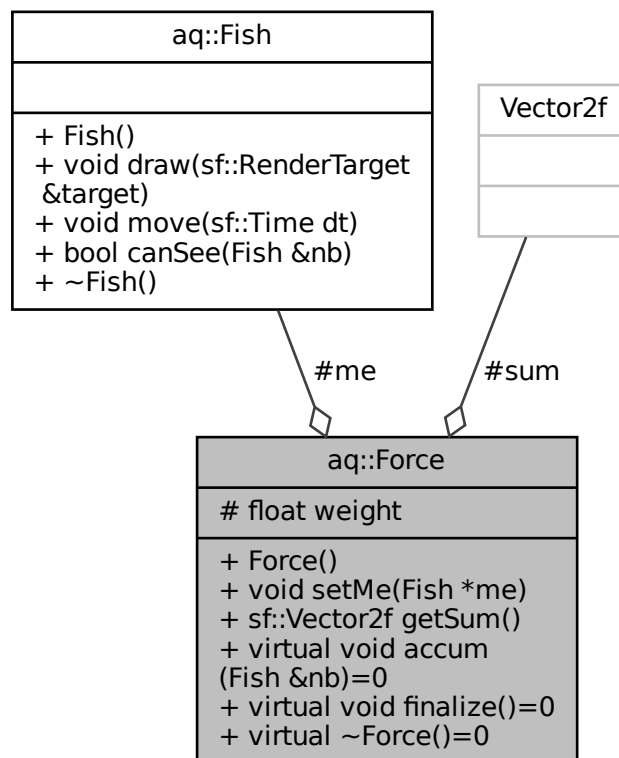 aq::Fish
+ Fish()
+ void draw(sf::RenderTarget
&target)
+ void move(sf::Time dt)
+ bool canSee(Fish &nb)
+ ~Fish()
Vector2f
#me
#sum
aq::Force
# float weight
+ Force()
+ void setMe(Fish *me)
+ sf::Vector2f getSum()
+ virtual void accum
(Fish &nb)=0
+ virtual void finalize()=0
+ virtual ~Force()=0